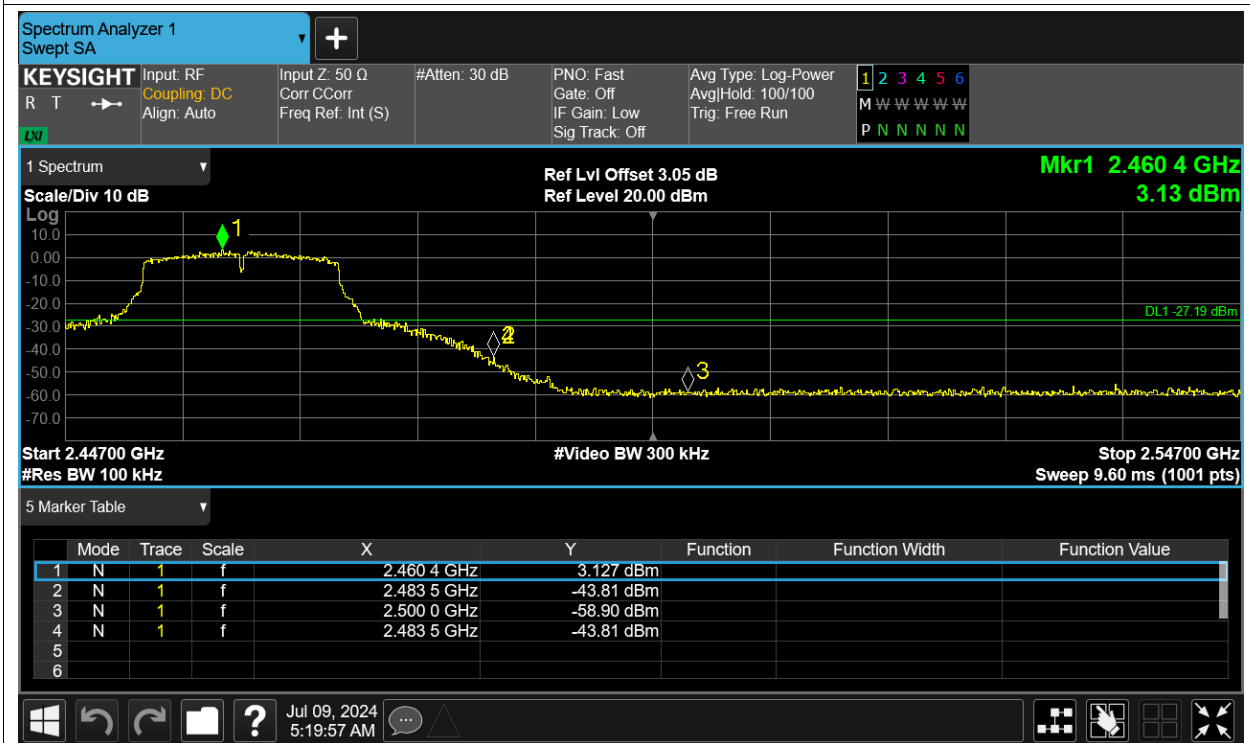 Spectrum Analyzer 1
Swept SA
KEYSIGHT Input: RF Input Z: 50 Ω #Atten: 30 dB PNO: Fast Avg Type: Log-Power 1 2 3 4 5 6
R T Coupling: DC Corr CCorr Gate: Off Avg|Hold: 100/100 M W W W W W
Align: Auto Freq Ref: Int (S) IF Gain: Low Trig: Free Run
LXI Sig Track: Off P N N N N N
1 Spectrum Ref Lvl Offset 3.05 dB Mkr1 2.460 4 GHz
Scale/Div 10 dB Ref Level 20.00 dBm 3.13 dBm
Log
1
10.0
0.00
-10.0
-20.0
DL1 -27.19 dBm
-30.0
2
-40.0
3
-50.0
-60.0
-70.0
Start 2.44700 GHz #Video BW 300 kHz Stop 2.54700 GHz
#Res BW 100 kHz Sweep 9.60 ms (1001 pts)
5 Marker Table
Mode Trace Scale X Y Function Function Width Function Value
1 N 1 f 2.460 4 GHz 3.127 dBm
2 N 1 f 2.483 5 GHz -43.81 dBm
3 N 1 f 2.500 0 GHz -58.90 dBm
4 N 1 f 2.483 5 GHz -43.81 dBm
5
6
? Jul 09, 2024
5:19:57 AM